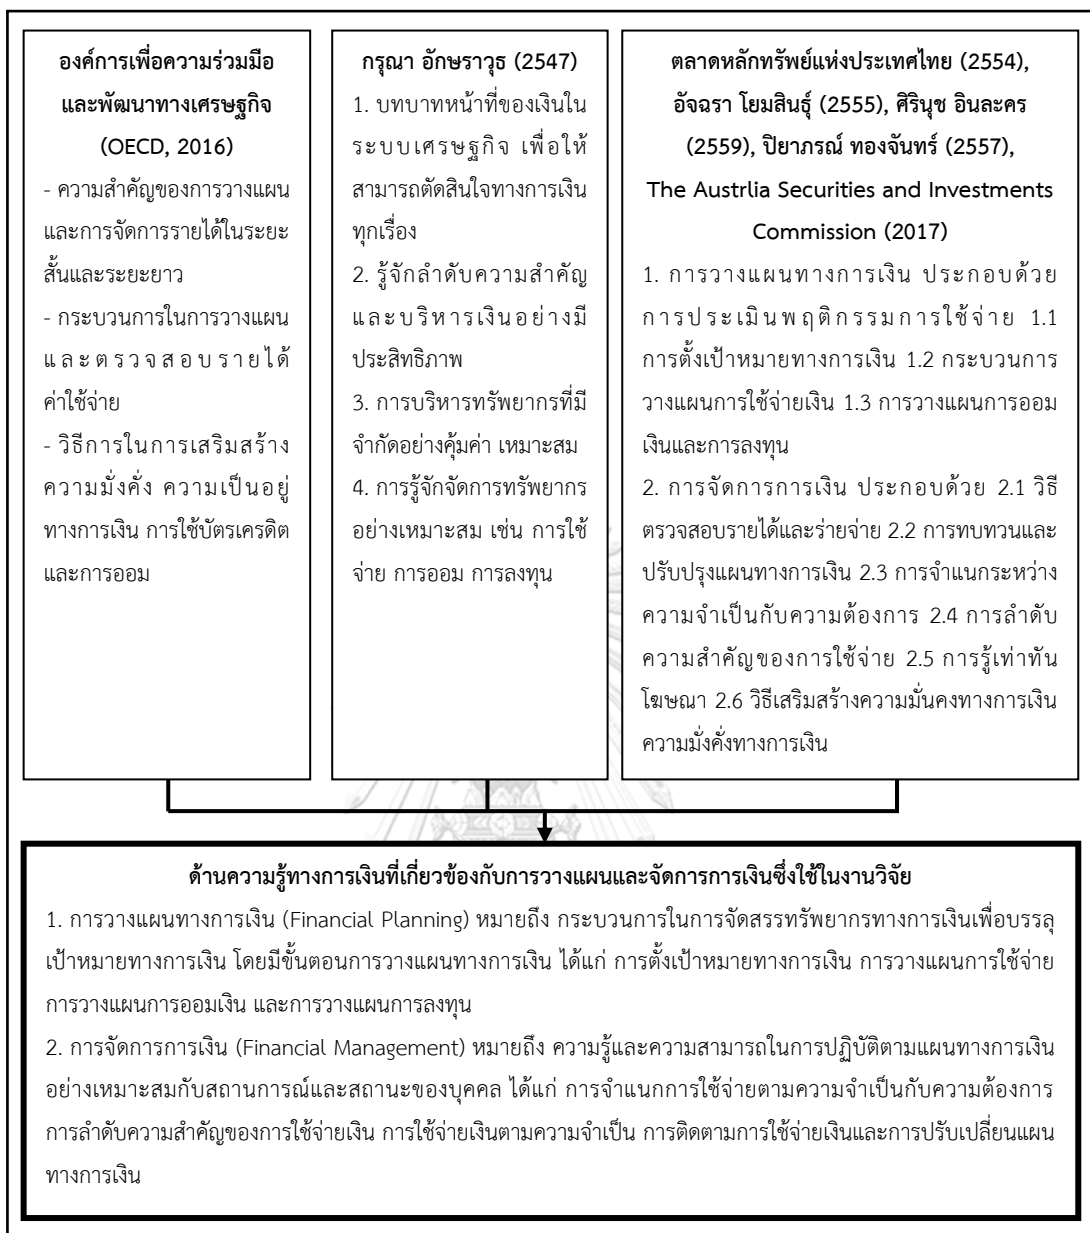 องค์การเพื่อความร่วมมือ
และพัฒนาทางเศรษฐกิจ
(OECD, 2016)
- ความสำคัญของการวางแผน
และการจัดการรายได้ในระยะ
สั้นและระยะยาว
- กระบวนการในการวางแผน
และตรวจสอบรายได้
ค่าใช้จ่าย
- วิธีการในการเสริมสร้าง
ความมั่งคั่ง ความเป็นอยู่
ทางการเงิน การใช้บัตรเครดิต
และการออม
กรุณา อักษราวุธ (2547)
1. บทบาทหน้าที่ของเงินใน
ระบบเศรษฐกิจ เพื่อให้
สามารถตัดสินใจทางการเงิน
ทุกเรื่อง
2. รู้จักลำดับความสำคัญ
และบริหารเงินอย่างมี
ประสิทธิภาพ
3. การบริหารทรัพยากรที่มี
จำกัดอย่างคุ้มค่า เหมาะสม
4. การรู้จักจัดการทรัพยากร
อย่างเหมาะสม เช่น การใช้
จ่าย การออม การลงทุน
ตลาดหลักทรัพย์แห่งประเทศไทย (2554),
อัจฉรา โยมสินธุ์ (2555), ศิรินุช อินละคร
(2559), ปิยาภรณ์ ทองจันทร์ (2557),
The Austrlia Securities and Investments
Commission (2017)
1. การวางแผนทางการเงิน ประกอบด้วย
การประเมินพฤติกรรมการใช้จ่าย 1.1
การตั้งเป้าหมายทางการเงิน 1.2 กระบวนการ
วางแผนการใช้จ่ายเงิน 1.3 การวางแผนการออม
เงินและการลงทุน
2. การจัดการการเงิน ประกอบด้วย 2.1 วิธี
ตรวจสอบรายได้และร่ายจ่าย 2.2 การทบทวนและ
ปรับปรุงแผนทางการเงิน 2.3 การจำแนกระหว่าง
ความจำเป็นกับความต้องการ 2.4 การลำดับ
ความสำคัญของการใช้จ่าย 2.5 การรู้เท่าทัน
โฆษณา 2.6 วิธีเสริมสร้างความมั่นคงทางการเงิน
ความมั่งคั่งทางการเงิน
ด้านความรู้ทางการเงินที่เกี่ยวข้องกับการวางแผนและจัดการการเงินซึ่งใช้ในงานวิจัย
1. การวางแผนทางการเงิน (Financial Planning) หมายถึง กระบวนการในการจัดสรรทรัพยากรทางการเงินเพื่อบรรลุ
เป้าหมายทางการเงิน โดยมีขั้นตอนการวางแผนทางการเงิน ได้แก่ การตั้งเป้าหมายทางการเงิน การวางแผนการใช้จ่าย
การวางแผนการออมเงิน และการวางแผนการลงทุน
2. การจัดการการเงิน (Financial Management) หมายถึง ความรู้และความสามารถในการปฏิบัติตามแผนทางการเงิน
อย่างเหมาะสมกับสถานการณ์และสถานะของบุคคล ได้แก่ การจำแนกการใช้จ่ายตามความจำเป็นกับความต้องการ
การลำดับความสำคัญของการใช้จ่ายเงิน การใช้จ่ายเงินตามความจำเป็น การติดตามการใช้จ่ายเงินและการปรับเปลี่ยนแผน
ทางการเงิน